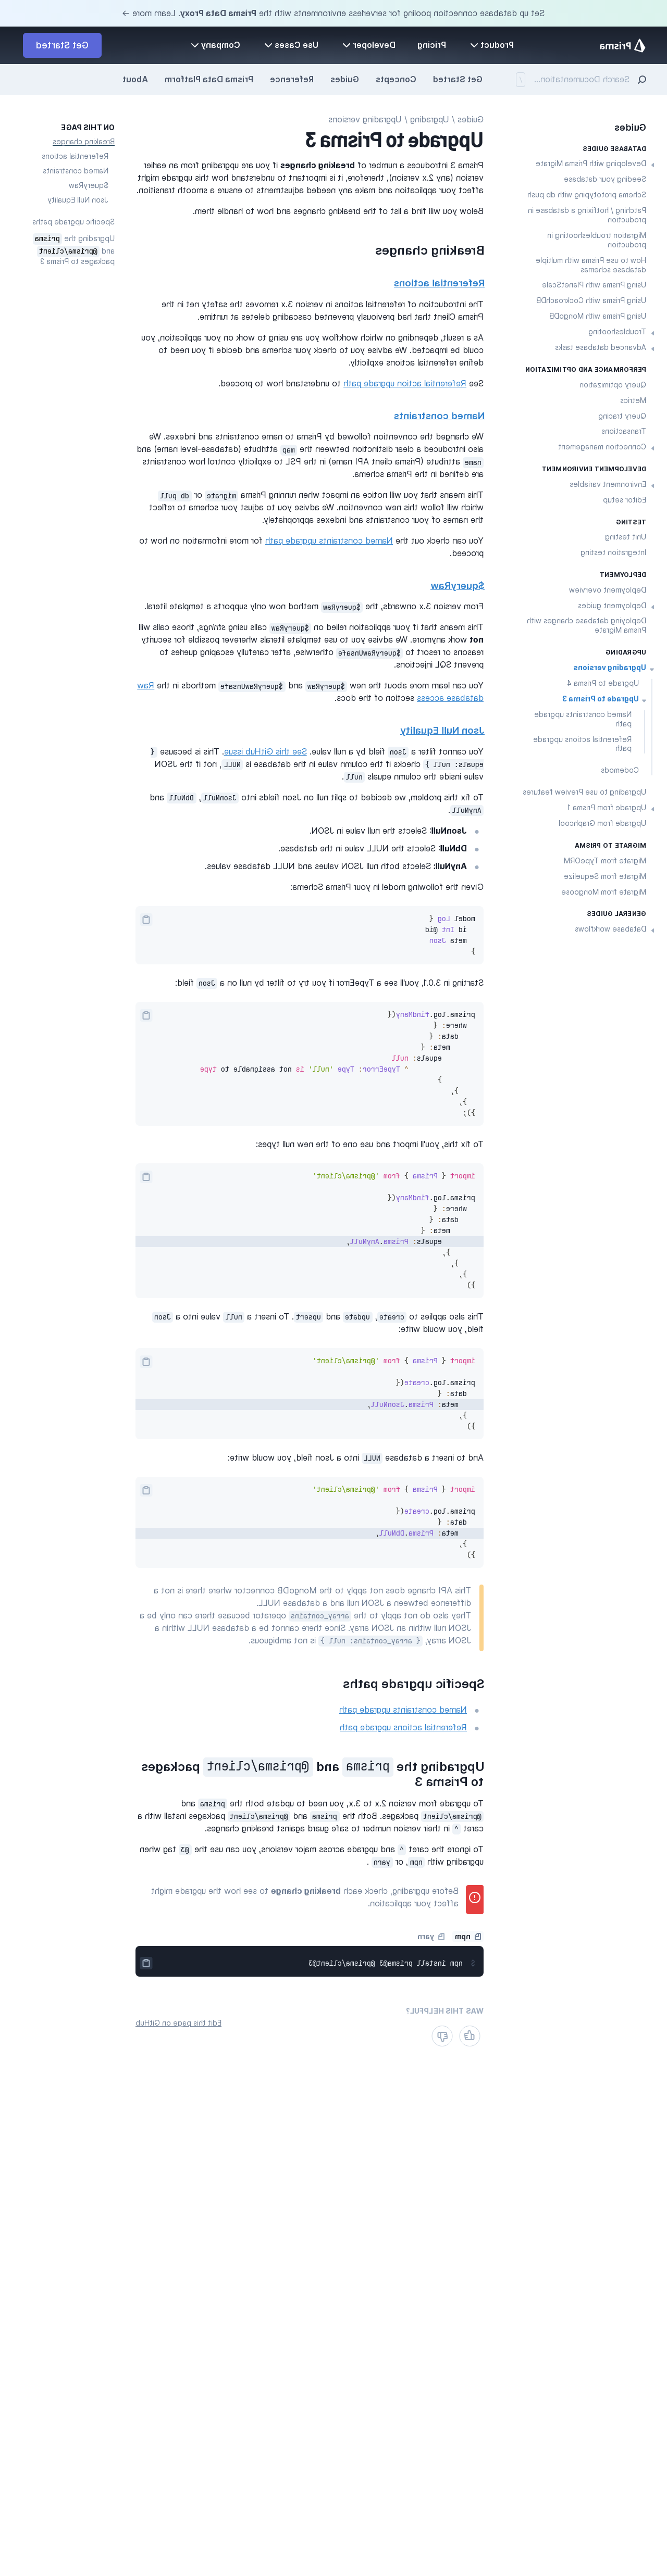 Set up database connection pooling for serverless environments with the Prisma Data Proxy. Learn more →
Prisma
Product
Pricing
Developer
Use Cases
Company
Get Started
Search Documentation...
/
Get Started
Concepts
Guides
Reference
Prisma Data Platform
About
Guides
DATABASE GUIDES
Developing with Prisma Migrate
Seeding your database
Schema prototyping with db push
Patching / hotfixing a database in
production
Migration troubleshooting in
production
How to use Prisma with multiple
database schemas
Using Prisma with PlanetScale
Using Prisma with CockroachDB
Using Prisma with MongoDB
Troubleshooting
Advanced database tasks
PERFORMANCE AND OPTIMIZATION
Query optimization
Metrics
Query tracing
Transactions
Connection management
DEVELOPMENT ENVIRONMENT
Environment variables
Editor setup
TESTING
Unit testing
Integration testing
DEPLOYMENT
Deployment overview
Deployment guides
Deploying database changes with
Prisma Migrate
UPGRADING
Upgrading versions
Upgrade to Prisma 4
Upgrade to Prisma 3
Named constraints upgrade
path
Referential actions upgrade
path
Codemods
Upgrading to use Preview features
Upgrade from Prisma 1
Upgrade from Graphcool
MIGRATE TO PRISMA
Migrate from TypeORM
Migrate from Sequelize
Migrate from Mongoose
GENERAL GUIDES
Database workflows
Guides / Upgrading / Upgrading versions
Upgrade to Prisma 3
Prisma 3 introduces a number of breaking changes if you are upgrading from an earlier
version (any 2.x version), therefore, it is important to understand how this upgrade might
affect your application and make any needed adjustments to ensure a smooth transition.
Below you will find a list of the breaking changes and how to handle them.
Breaking changes
Referential actions
The introduction of referential actions in version 3.x removes the safety net in the
Prisma Client that had previously prevented cascading deletes at runtime.
As a result, depending on which workflow you are using to work on your application, you
could be impacted. We advise you to check your schema and decide if you need to
define referential actions explicitly.
See Referential action upgrade path to understand how to proceed.
Named constraints
We changed the convention followed by Prisma to name constraints and indexes. We
also introduced a clear distinction between the map attribute (database-level name) and
name attribute (Prisma Client API name) in the PSL to explicitly control how constraints
are defined in the Prisma schema.
This means that you will notice an impact when running Prisma migrate or db pull
which will follow this new convention. We advise you to adjust your schema to reflect
the names of your constraints and indexes appropriately.
You can check out the Named constraints upgrade path for more information on how to
proceed.
$queryRaw
From version 3.x onwards, the $queryRaw method now only supports a template literal.
This means that if your application relied on $queryRaw calls using strings, those calls will
not work anymore. We advise you to use template literals wherever possible for security
reasons or resort to $queryRawUnsafe otherwise, after carefully escaping queries to
prevent SQL injection.
You can learn more about the new $queryRaw and $queryRawUnsafe methods in the Raw
database access section of the docs.
Json Null Equality
You cannot filter a Json field by a null value. See this GitHub issue. This is because {
equals: null } checks if the column value in the database is NULL, not if the JSON
value inside the column equals null.
To fix this problem, we decided to split null on Json fields into JsonNull, DbNull and
AnyNull.
JsonNull: Selects the null value in JSON.
DbNull: Selects the NULL value in the database.
AnyNull: Selects both null JSON values and NULL database values.
Given the following model in your Prisma Schema:
model Log {
id Int @id
meta Json
}
Starting in 3.0.1, you'll see a TypeError if you try to filter by null on a Json field:
prisma.log.findMany({
where: {
data: {
meta: {
equals: null
^ TypeError: Type 'null' is not assignable to type
}
},
},
});
To fix this, you'll import and use one of the new null types:
import { Prisma } from '@prisma/client'
prisma.log.findMany({
where: {
data: {
meta: {
equals: Prisma.AnyNull,
},
},
},
})
This also applies to create, update and upsert. To insert a null value into a Json
field, you would write:
import { Prisma } from '@prisma/client'
prisma.log.create({
data: {
meta: Prisma.JsonNull,
},
})
And to insert a database NULL into a Json field, you would write:
import { Prisma } from '@prisma/client'
prisma.log.create({
data: {
meta: Prisma.DbNull,
},
})
This API change does not apply to the MongoDB connector where there is not a
difference between a JSON null and a database NULL.
They also do not apply to the array_contains operator because there can only be a
JSON null within an JSON array. Since there cannot be a database NULL within a
JSON array, { array_contains: null } is not ambiguous.
Specific upgrade paths
Named constraints upgrade path
Referential actions upgrade path
Upgrading the prisma and @prisma/client packages
to Prisma 3
To upgrade from version 2.x to 3.x, you need to update both the prisma and
@prisma/client packages. Both the prisma and @prisma/client packages install with a
caret ^ in their version number to safe guard against breaking changes.
To ignore the caret ^ and upgrade across major versions, you can use the @3 tag when
upgrading with npm, or yarn .
Before upgrading, check each breaking change to see how the upgrade might
affect your application.
npm
yarn
$ npm install prisma@3 @prisma/client@3
WAS THIS HELPFUL?
Edit this page on GitHub
ON THIS PAGE
Breaking changes
Referential actions
Named constraints
$queryRaw
Json Null Equality
Specific upgrade paths
Upgrading the prisma
and @prisma/client
packages to Prisma 3